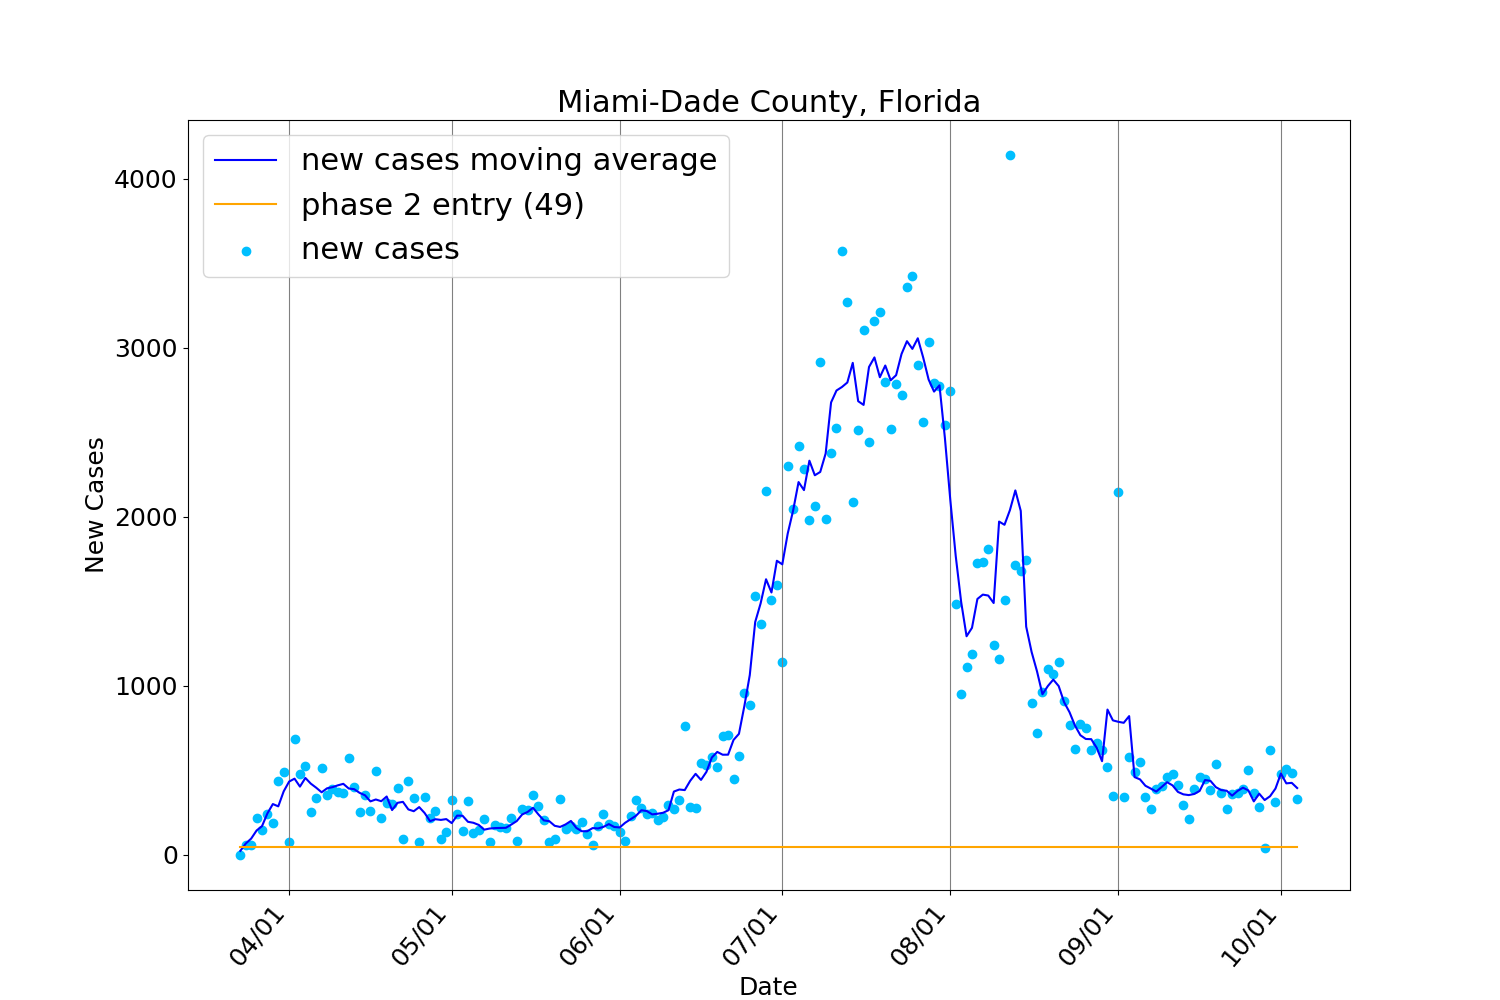 Miami-Dade County, Florida
new cases moving average
phase 2 entry (49)
new cases
4000
3000
2000
1000
0
New Cases
04/01
05/01
06/01
07/01
08/01
09/01
10/01
Date